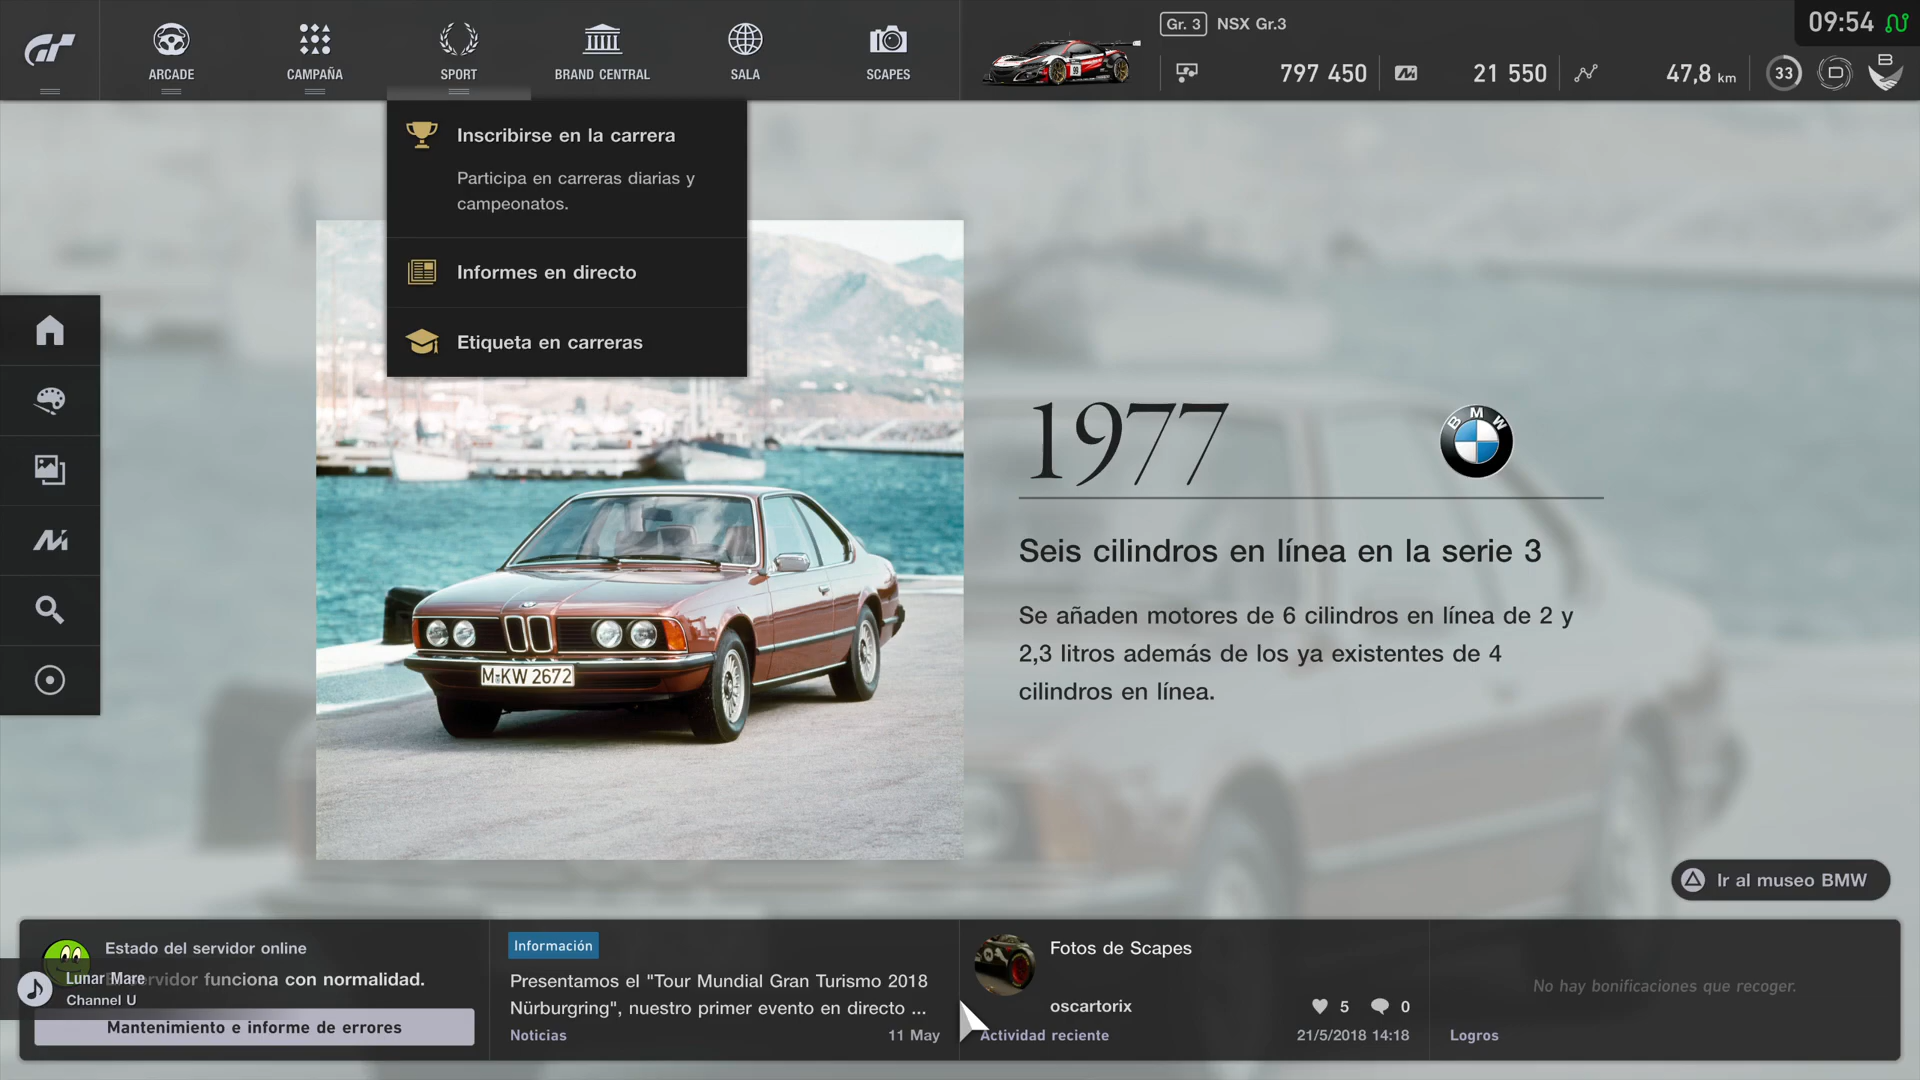 GT
ARCADE
CAMPAÑA
SPORT
BRAND CENTRAL
SALA
SCAPES
Gr. 3 NSX Gr.3
09:54
797 450
21 550
47,8 km
33
D
B
Inscribirse en la carrera
Participa en carreras diarias y
campeonatos.
Informes en directo
Etiqueta en carreras
1977
BMW
Seis cilindros en línea en la serie 3
Se añaden motores de 6 cilindros en línea de 2 y
2,3 litros además de los ya existentes de 4
cilindros en línea.
M-KW 2672
Ir al museo BMW
Estado del servidor online
servidor funciona con normalidad.
Lunar Mare
Channel U
Mantenimiento e informe de errores
Información
Presentamos el "Tour Mundial Gran Turismo 2018
Nürburgring", nuestro primer evento en directo ...
Noticias
11 May
Fotos de Scapes
oscartorix
5
0
Actividad reciente
21/5/2018 14:18
No hay bonificaciones que recoger.
Logros